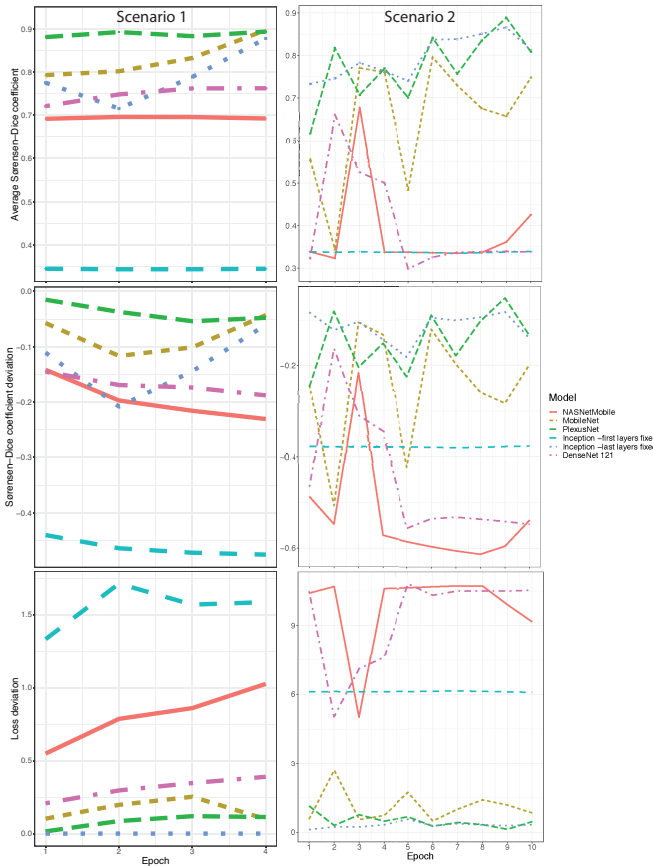 Scenario 1
Scenario 2
Average Sørensen−Dice coefficient
0.9
0.8
0.7
0.6
0.5
0.4
0.9
0.8
0.7
0.6
0.5
0.4
0.3
Sørensen−Dice coefficient deviation
0.0
−0.1
−0.2
−0.3
−0.4
−0.2
−0.4
−0.6
Model
NASNetMobile
MobileNet
PlexusNet
Inception −first layers fixe
Inception −last layers fixe
DenseNet 121
Loss deviation
1.5
1.0
0.5
0.0
9
6
3
0
1 2 3 4
Epoch
1 2 3 4 5 6 7 8 9 10
Epoch